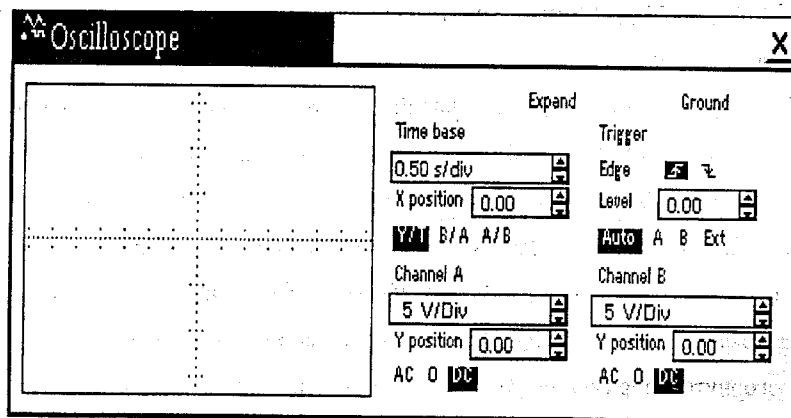 Oscilloscope X
Expand Ground
Time base Trigger
0.50 s/div Edge
X position 0.00 Level 0.00
Y/T B/A A/B Auto A B Ext
Channel A Channel B
5 V/Div 5 V/Div
Y position 0.00 Y position 0.00
AC 0 DC AC 0 DC